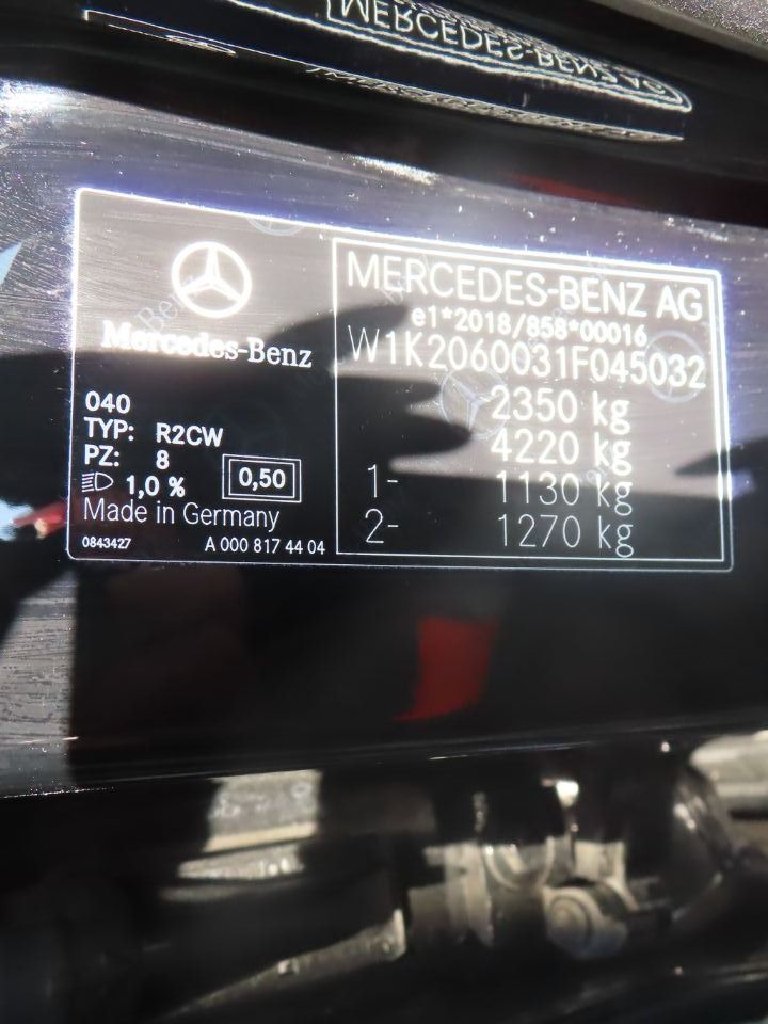 MERCEDES-BENZ AG
Mercedes-Benz
040
TYP: R2CW
PZ: 8
1,0 % 0,50
Made in Germany
0843427 A 000 817 44 04
MERCEDES-BENZ AG
e1*2018/858*00016
W1K2060031F045032
2350 kg
4220 kg
1- 1130 kg
2- 1270 kg